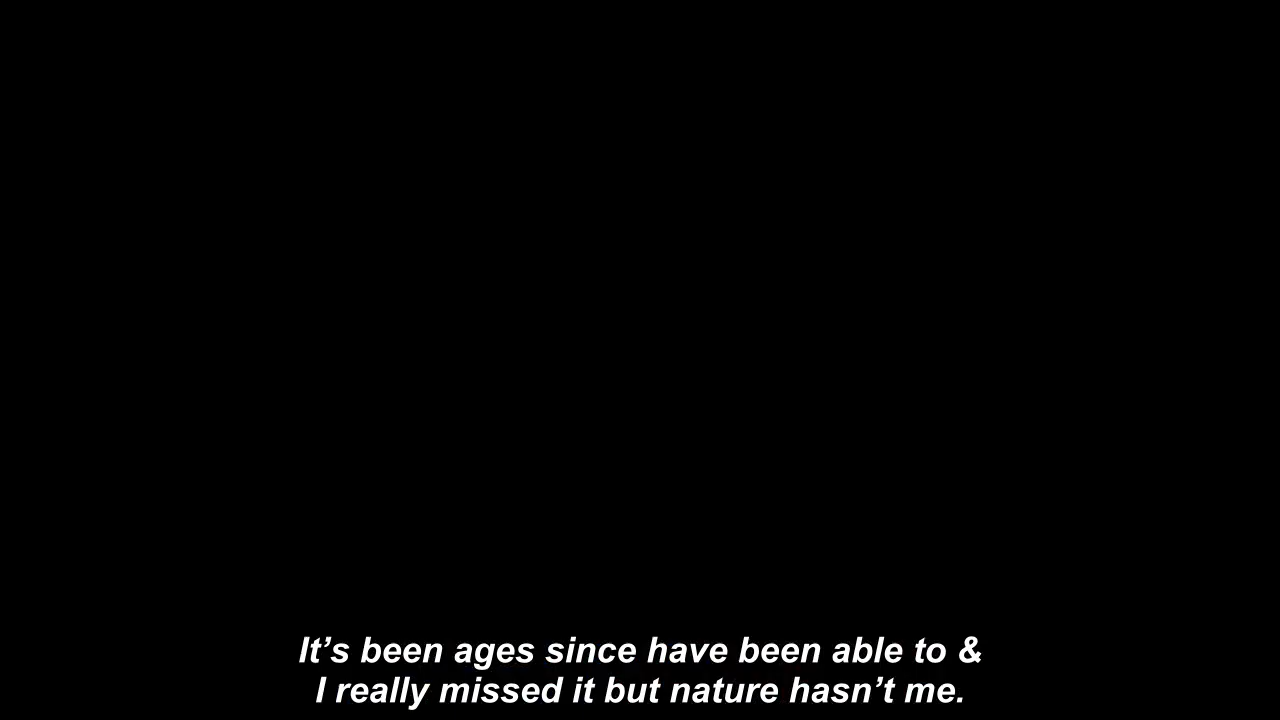 It’s been ages since have been able to &
I really missed it but nature hasn’t me.